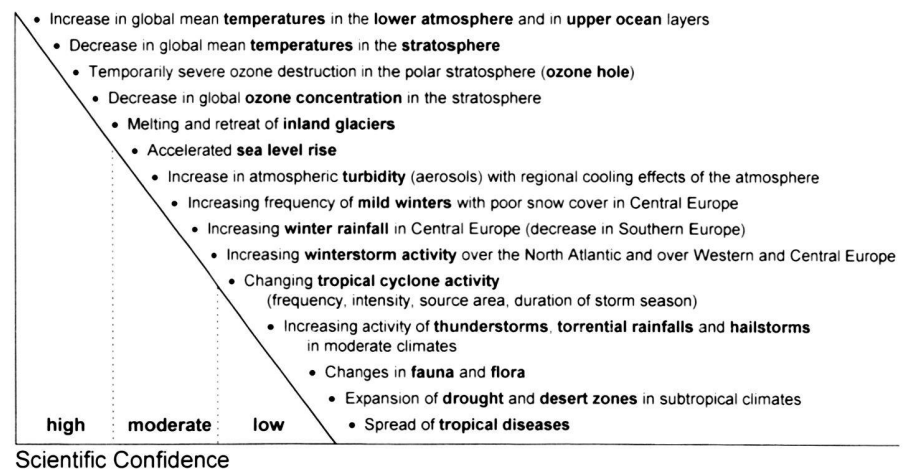 • Increase in global mean temperatures in the lower atmosphere and in upper ocean layers
• Decrease in global mean temperatures in the stratosphere
• Temporarily severe ozone destruction in the polar stratosphere (ozone hole)
• Decrease in global ozone concentration in the stratosphere
• Melting and retreat of inland glaciers
• Accelerated sea level rise
• Increase in atmospheric turbidity (aerosols) with regional cooling effects of the atmosphere
• Increasing frequency of mild winters with poor snow cover in Central Europe
• Increasing winter rainfall in Central Europe (decrease in Southern Europe)
• Increasing winterstorm activity over the North Atlantic and over Western and Central Europe
• Changing tropical cyclone activity
(frequency, intensity, source area, duration of storm season)
• Increasing activity of thunderstorms, torrential rainfalls and hailstorms
in moderate climates
• Changes in fauna and flora
• Expansion of drought and desert zones in subtropical climates
high moderate low • Spread of tropical diseases
Scientific Confidence